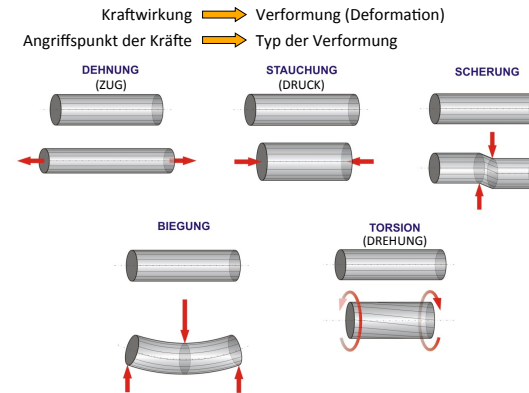 Kraftwirkung Verformung (Deformation)
Angriffspunkt der Kräfte Typ der Verformung
DEHNUNG
(ZUG)
STAUCHUNG
(DRUCK)
SCHERUNG
BIEGUNG
TORSION
(DREHUNG)